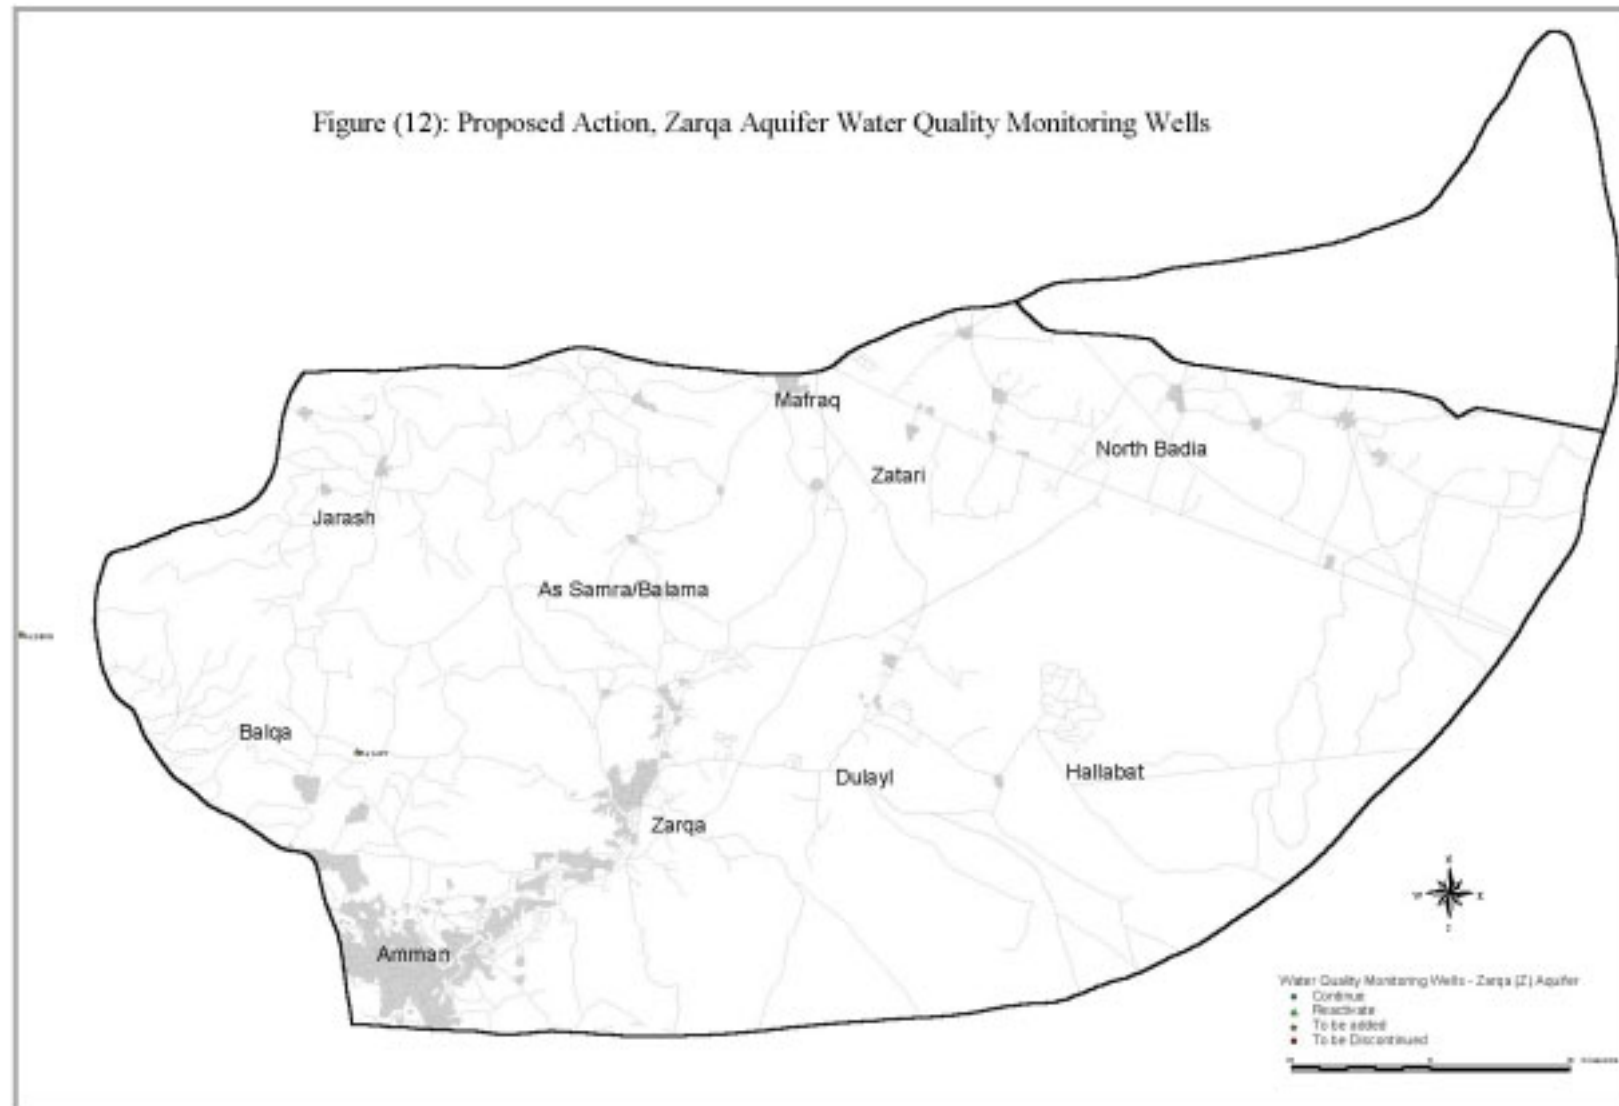 Figure (12): Proposed Action, Zarqa Aquifer Water Quality Monitoring Wells
Mafraq
North Badia
Zatari
Jarash
As Samra/Balama
Balqa
Dulayl
Hallabat
Zarqa
Amman
Water Quality Monitoring Wells - Zarqa (Z) Aquifer
Continue
Reactivate
To be added
To be Discontinued